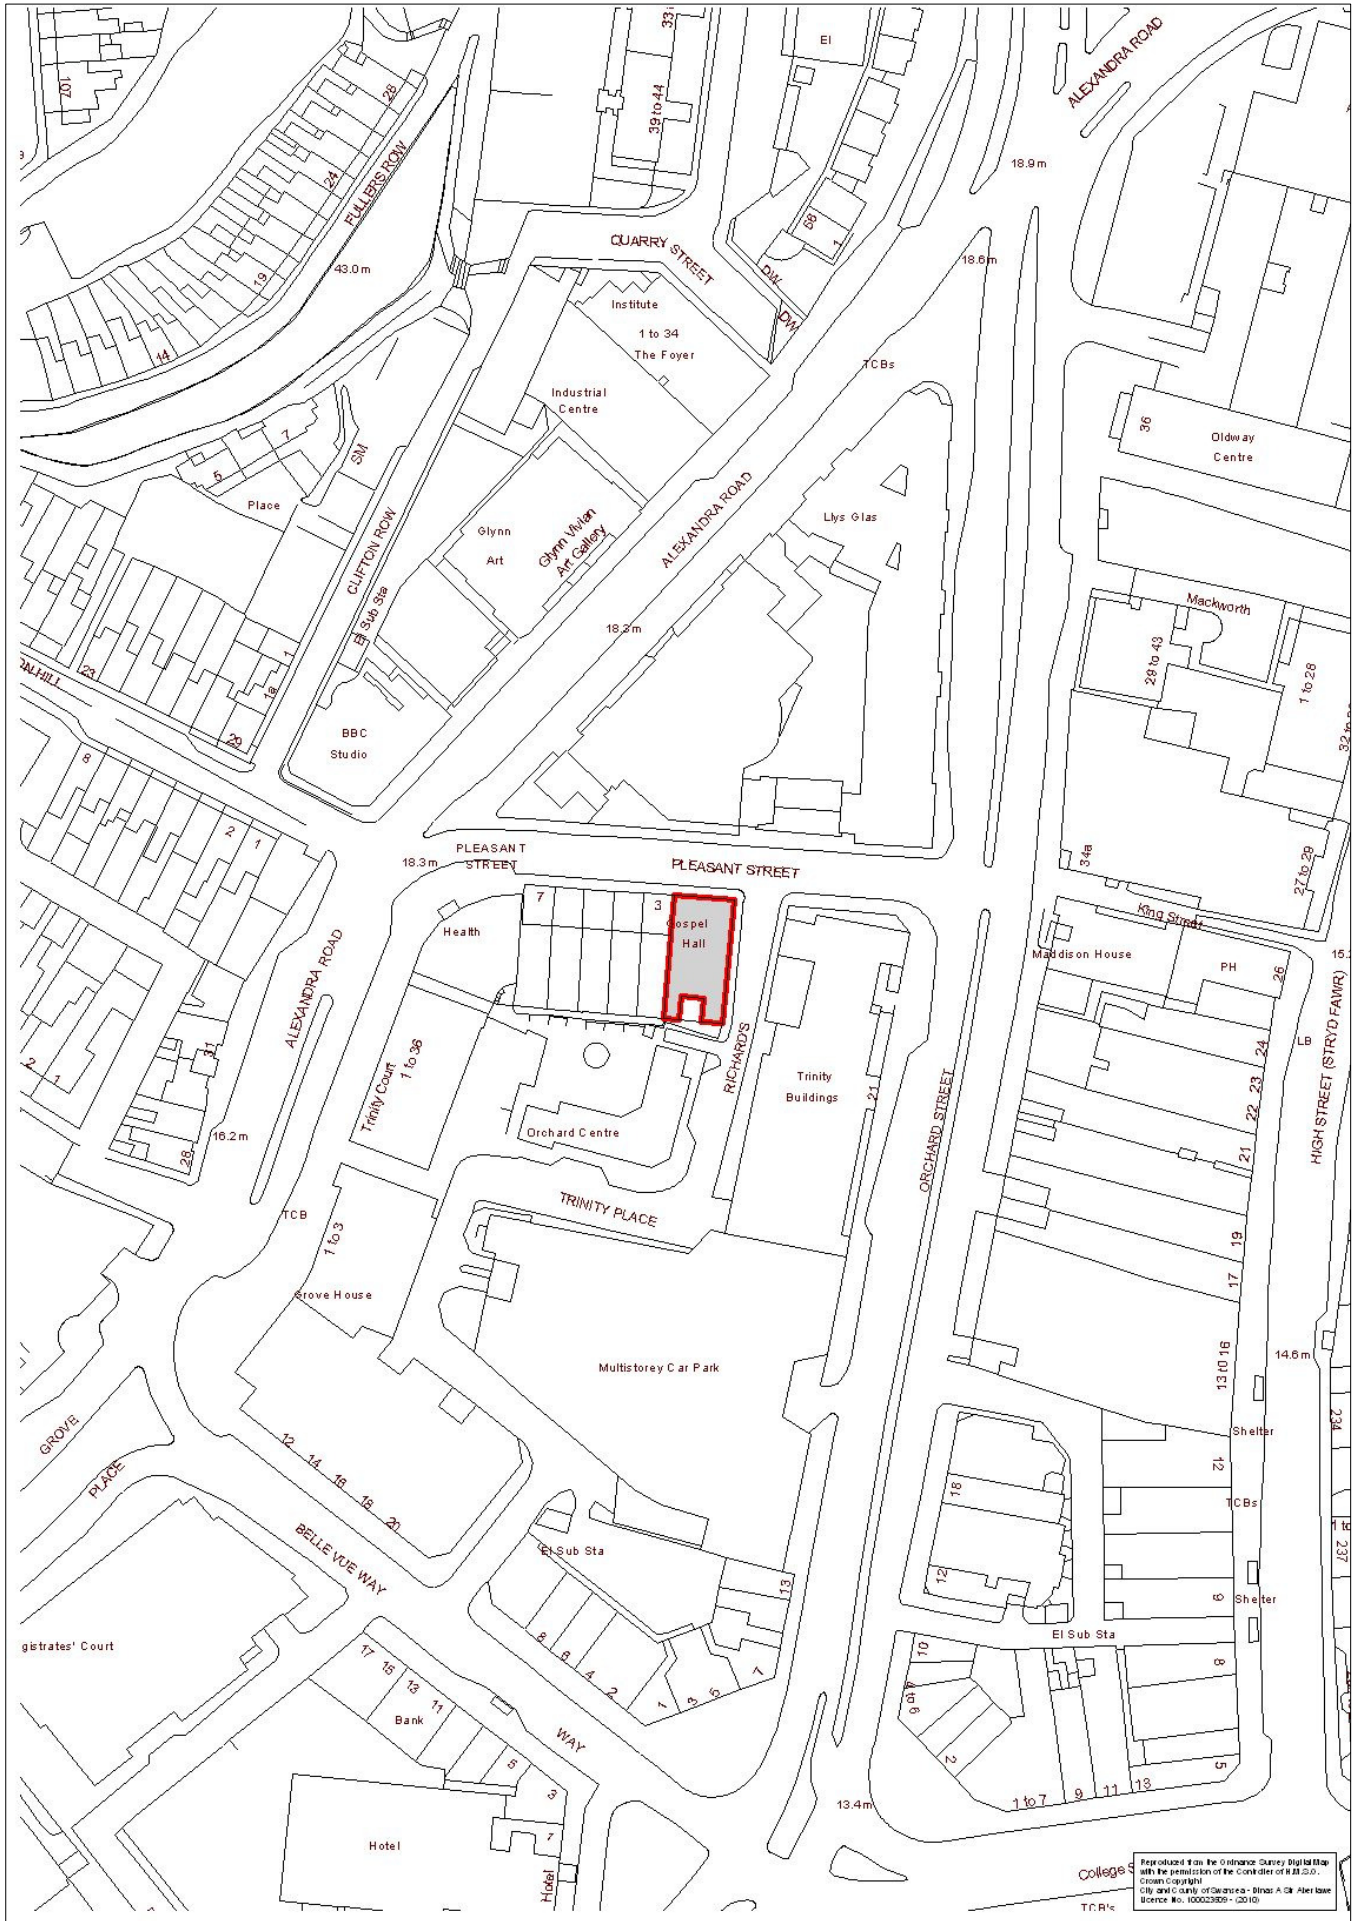 33
El
ALEXANDRA ROAD
107
28
39 to 44
24
FULLERS ROW
18.9m
68
1
QUARRY STREET
18.6m
19
43.0m
DW
DW
Institute
1 to 34
The Foyer
14
TCBs
Industrial
Centre
36
Oldway
Centre
7
5
SM
Place
ALEXANDRA ROAD
Llys Glas
Glynn
Art
Glynn Vivian
Art Gallery
CLIFTON ROW
El Sub Sta
Mackworth
18.3m
29 to 43
1 to 28
23
1
1a
29
BBC
Studio
8
2
1
PLEASANT
STREET
18.3m
PLEASANT STREET
34a
27 to 29
7
3
Gospel
Hall
Health
King Street
Maddison House
PH
26
ALEXANDRA ROAD
HIGH STREET (STRYD FAWR)
31
2
1
Trinity Court
1 to 36
RICHARD'S
Trinity
Buildings
21
24
LB
23
22
21
Orchard Centre
16.2m
28
ORCHARD STREET
TRINITY PLACE
TCB
1 to 3
19
17
Grove House
Multistorey Car Park
13 to 16
14.6m
GROVE
PLACE
12
14
16
18
20
234
Shelter
12
18
TCBs
237
BELLE VUE WAY
El Sub Sta
13
12
9
Shelter
El Sub Sta
gistrates' Court
17
15
13
11
Bank
8
6
4
2
1
3
5
7
10
4 to 6
8
WAY
5
3
1
2
5
1 to 7
9
11
13
13.4m
Hotel
Hotel
College S
TCB's
Reproduced from the Ordnance Survey Digital Map
with the permission of the Controller of H.M.S.O.
Crown Copyright
City and County of Swansea - Dinas A Sir Abertawe
Licence No. 100023509 - (2010)